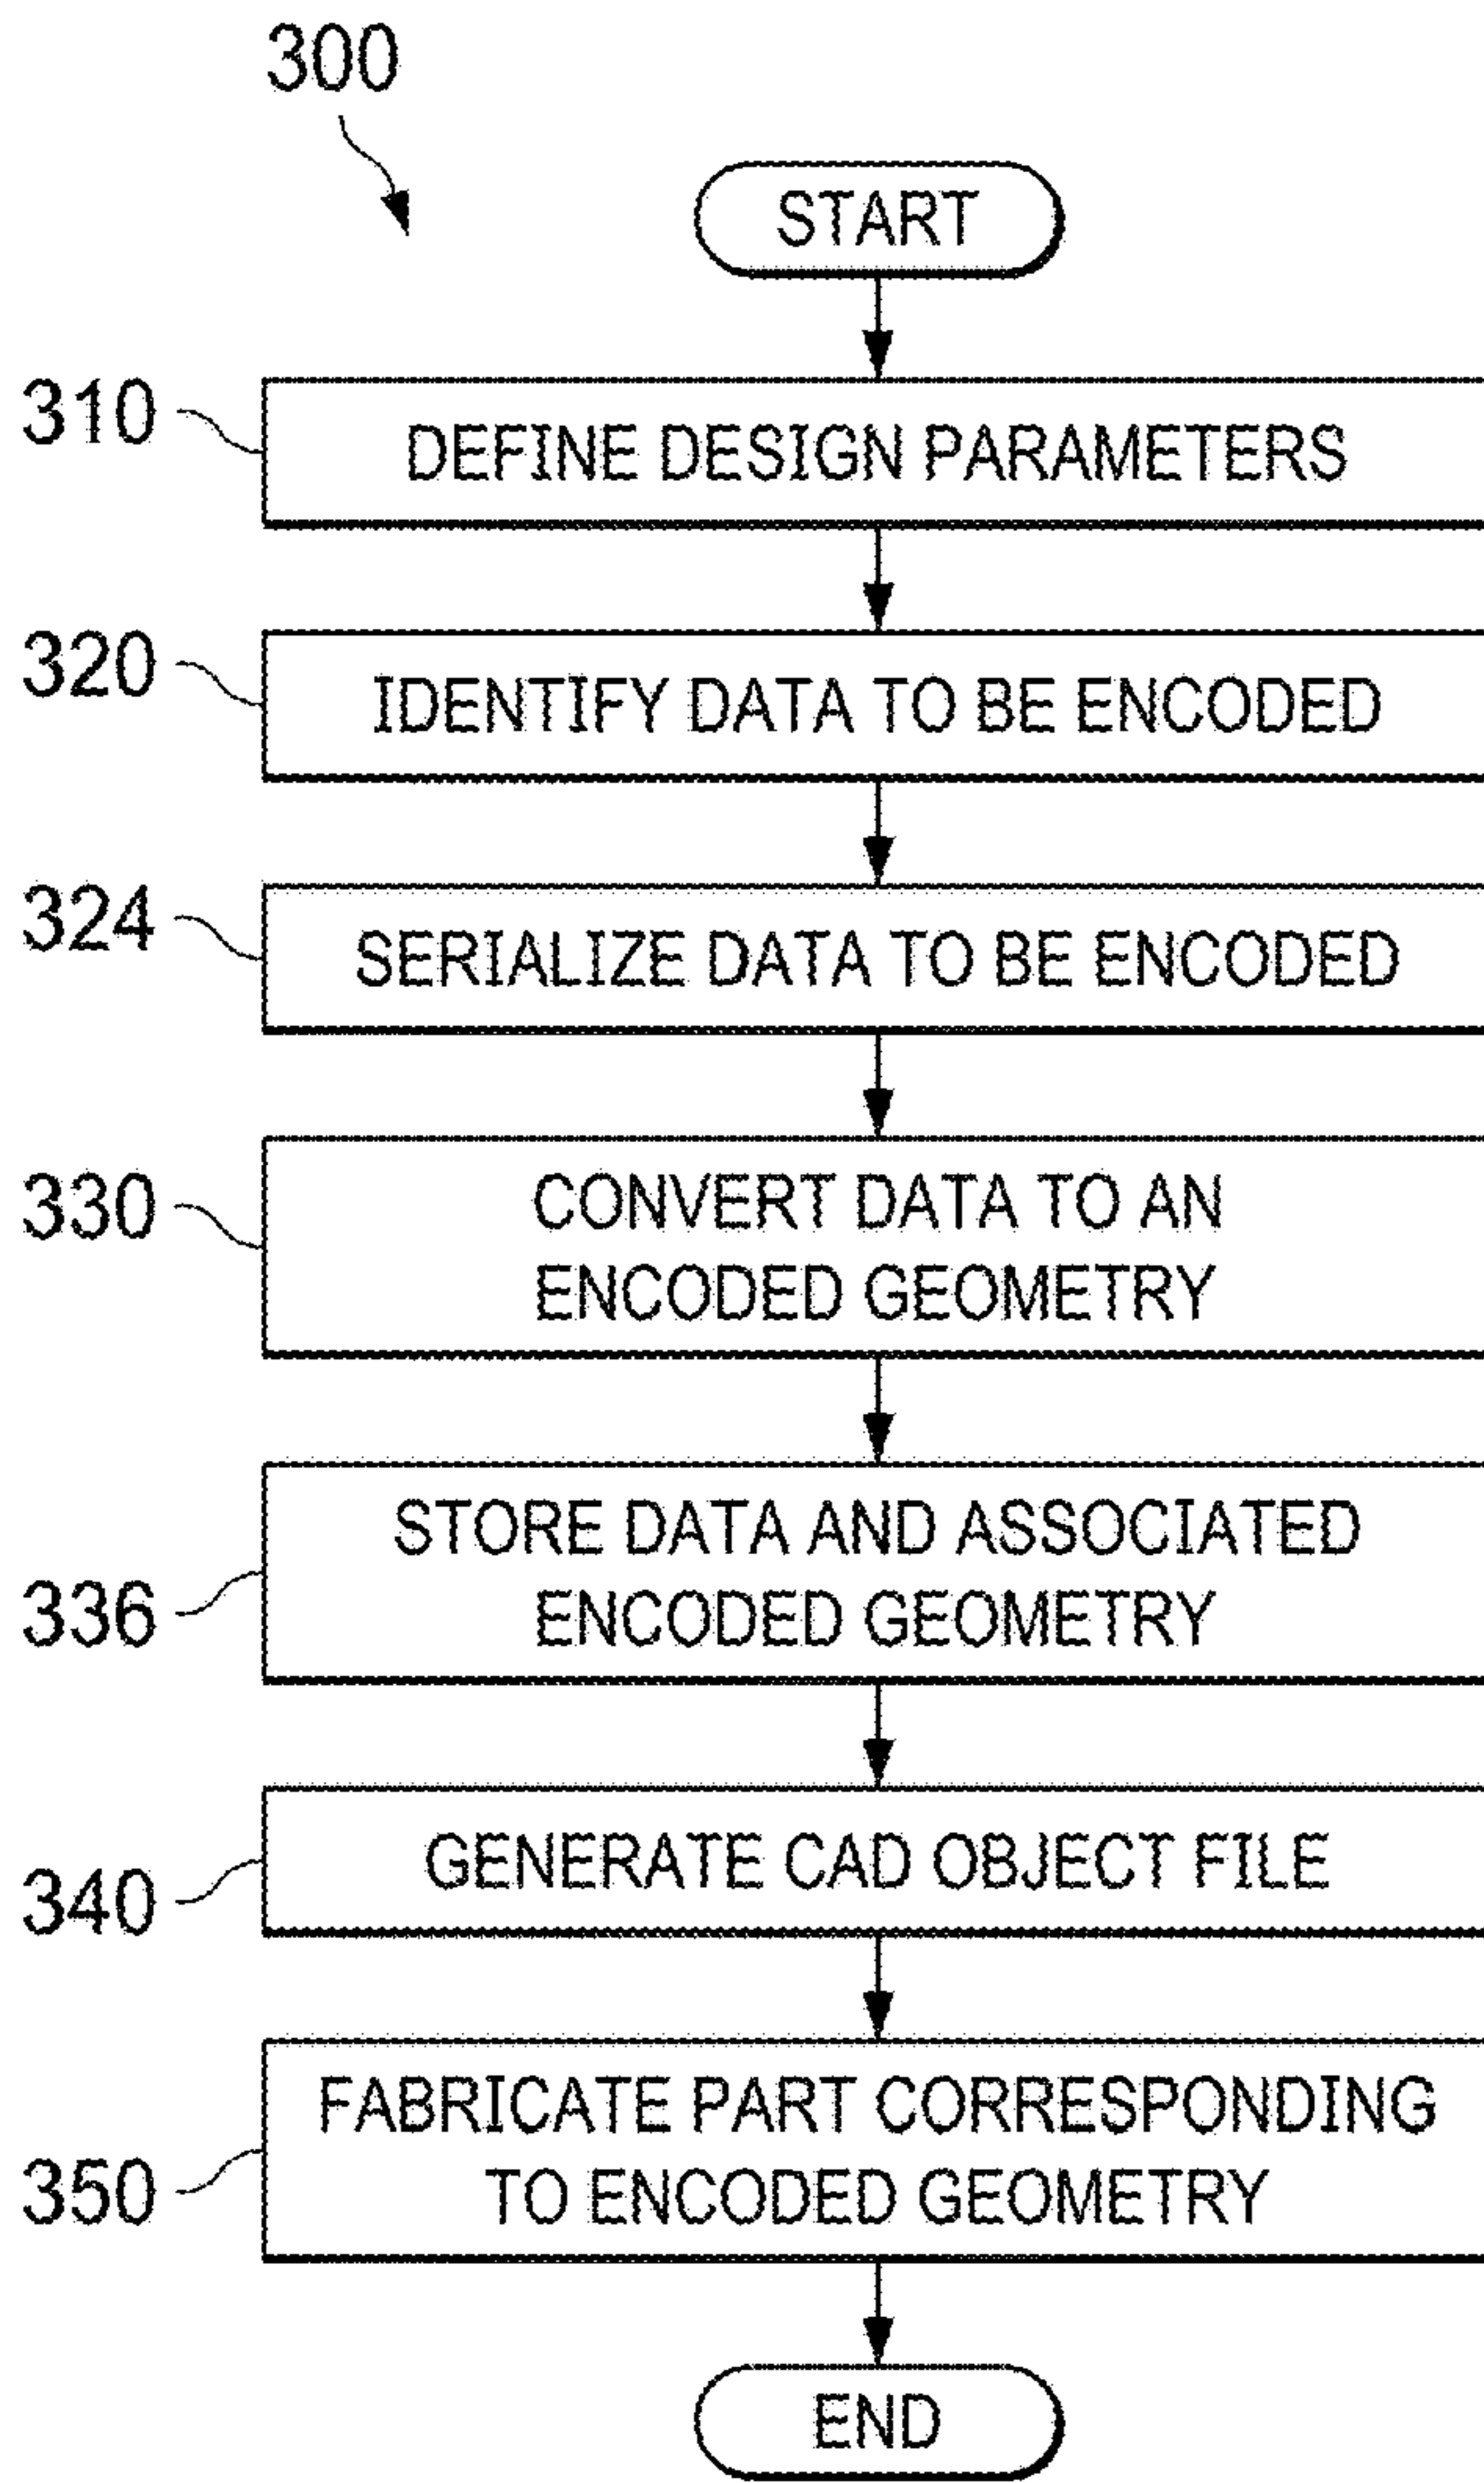 300
START
310
DEFINE DESIGN PARAMETERS
320
IDENTIFY DATA TO BE ENCODED
324
SERIALIZE DATA TO BE ENCODED
330
CONVERT DATA TO AN
ENCODED GEOMETRY
336
STORE DATA AND ASSOCIATED
ENCODED GEOMETRY
340
GENERATE CAD OBJECT FILE
350
FABRICATE PART CORRESPONDING
TO ENCODED GEOMETRY
END